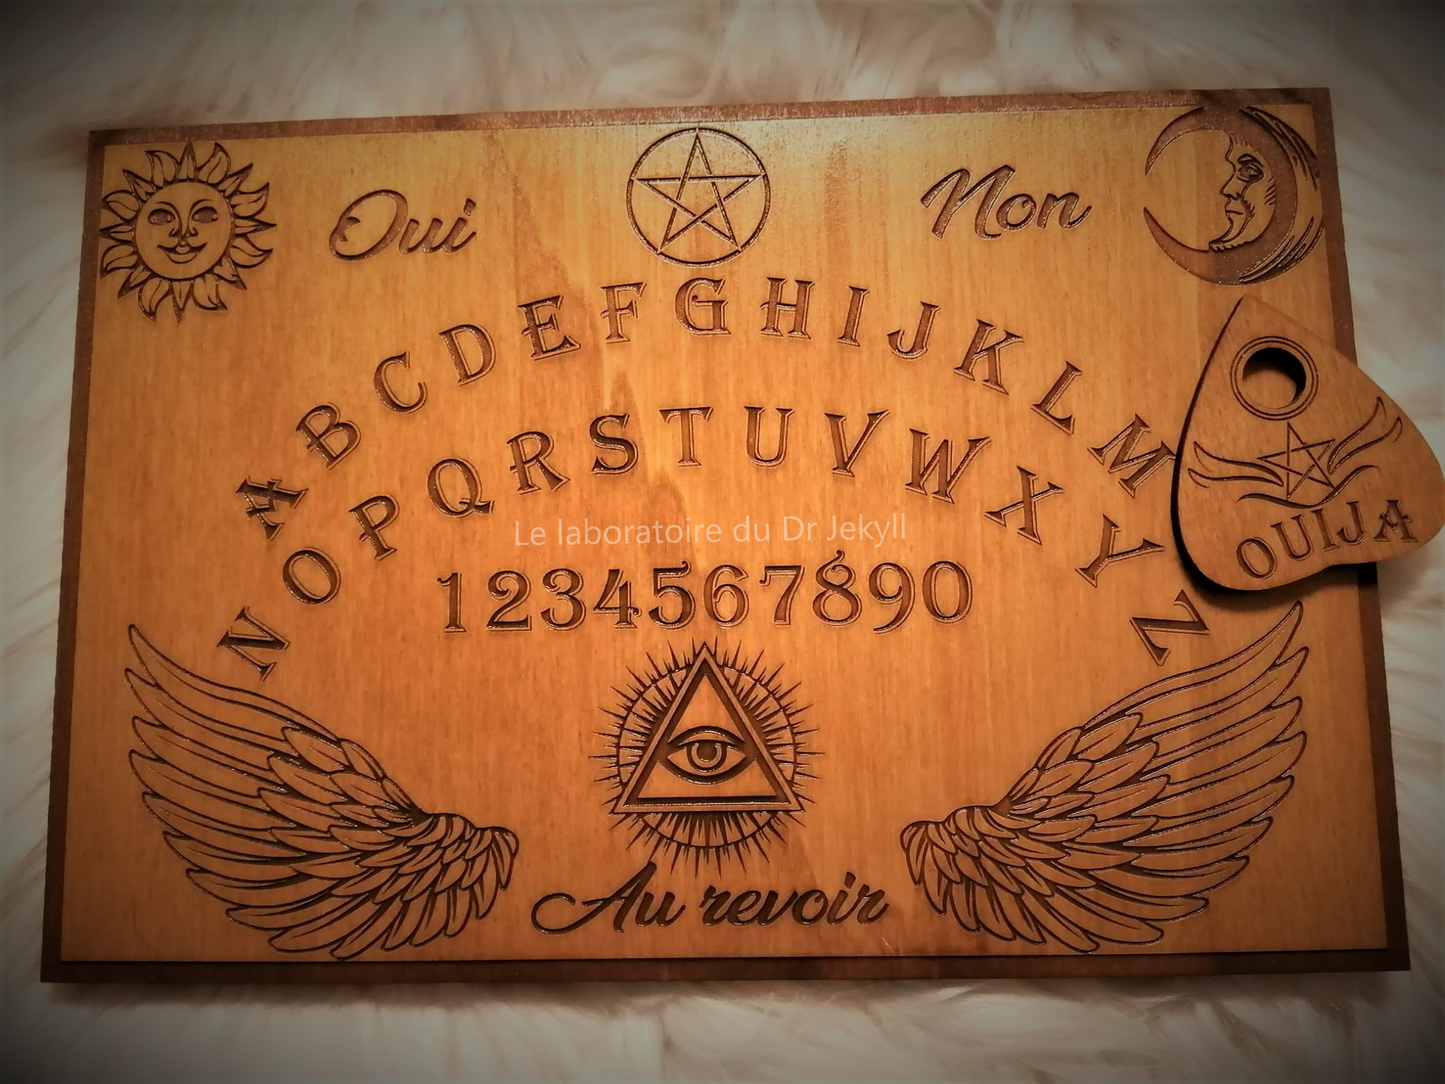 Oui Non
ABCDEFGHIJKLM
NOPQRSTUVWXYZ
Le laboratoire du Dr Jekyll
OUIJA
1234567890
Au revoir